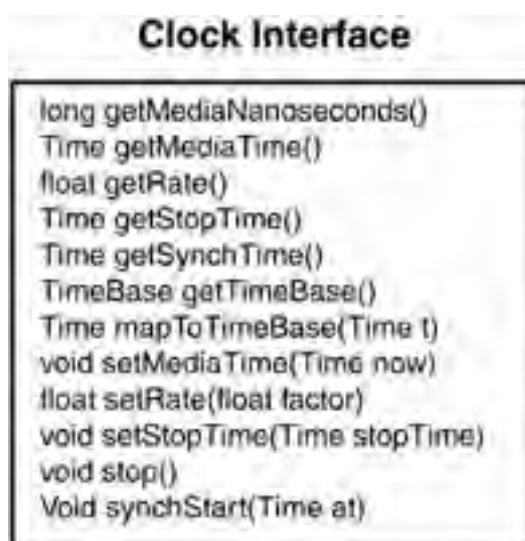 Clock Interface
long getMediaNanoseconds()
Time getMediaTime()
float getRate()
Time getStopTime()
Time getSynchTime()
TimeBase getTimeBase()
Time mapToTimeBase(Time t)
void setMediaTime(Time now)
float setRate(float factor)
void setStopTime(Time stopTime)
void stop()
Void synchStart(Time at)